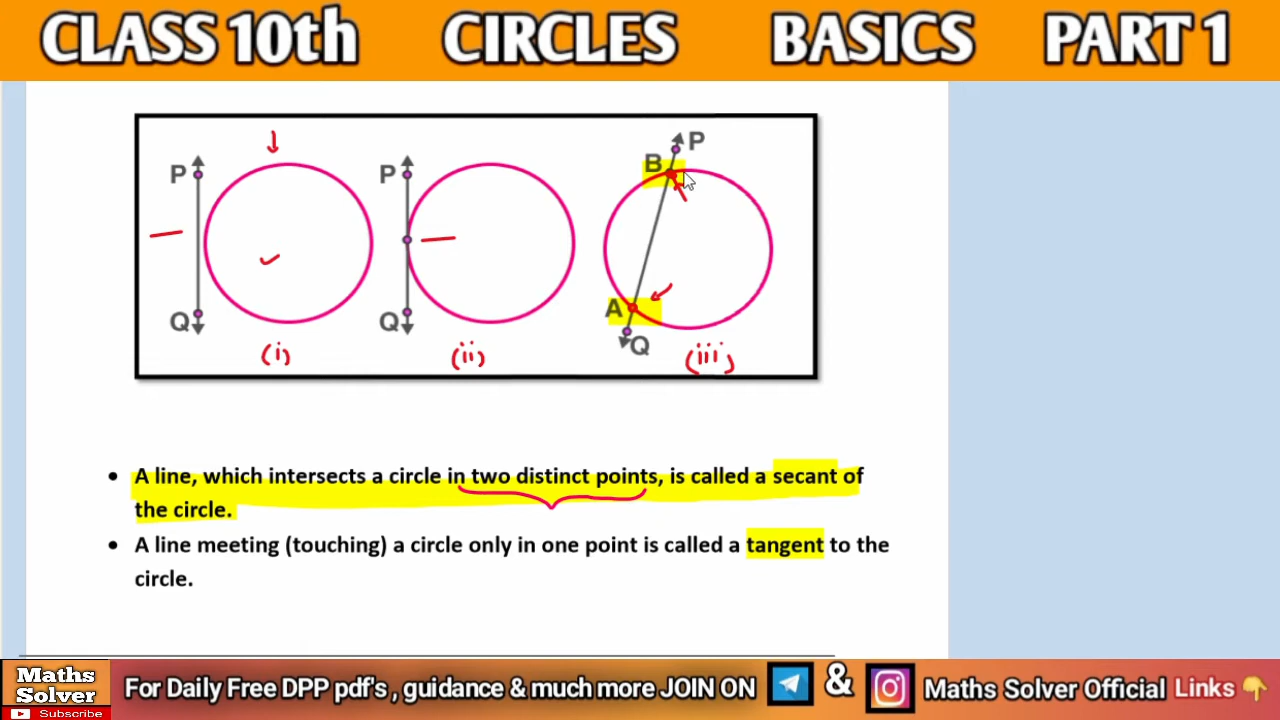 CLASS 10th CIRCLES BASICS PART 1
P P B P
Q Q A Q
(i) (ii) (iii)
• A line, which intersects a circle in two distinct points, is called a secant of
the circle.
• A line meeting (touching) a circle only in one point is called a tangent to the
circle.
Maths
Solver
Subscribe
For Daily Free DPP pdf's , guidance & much more JOIN ON & Maths Solver Official Links